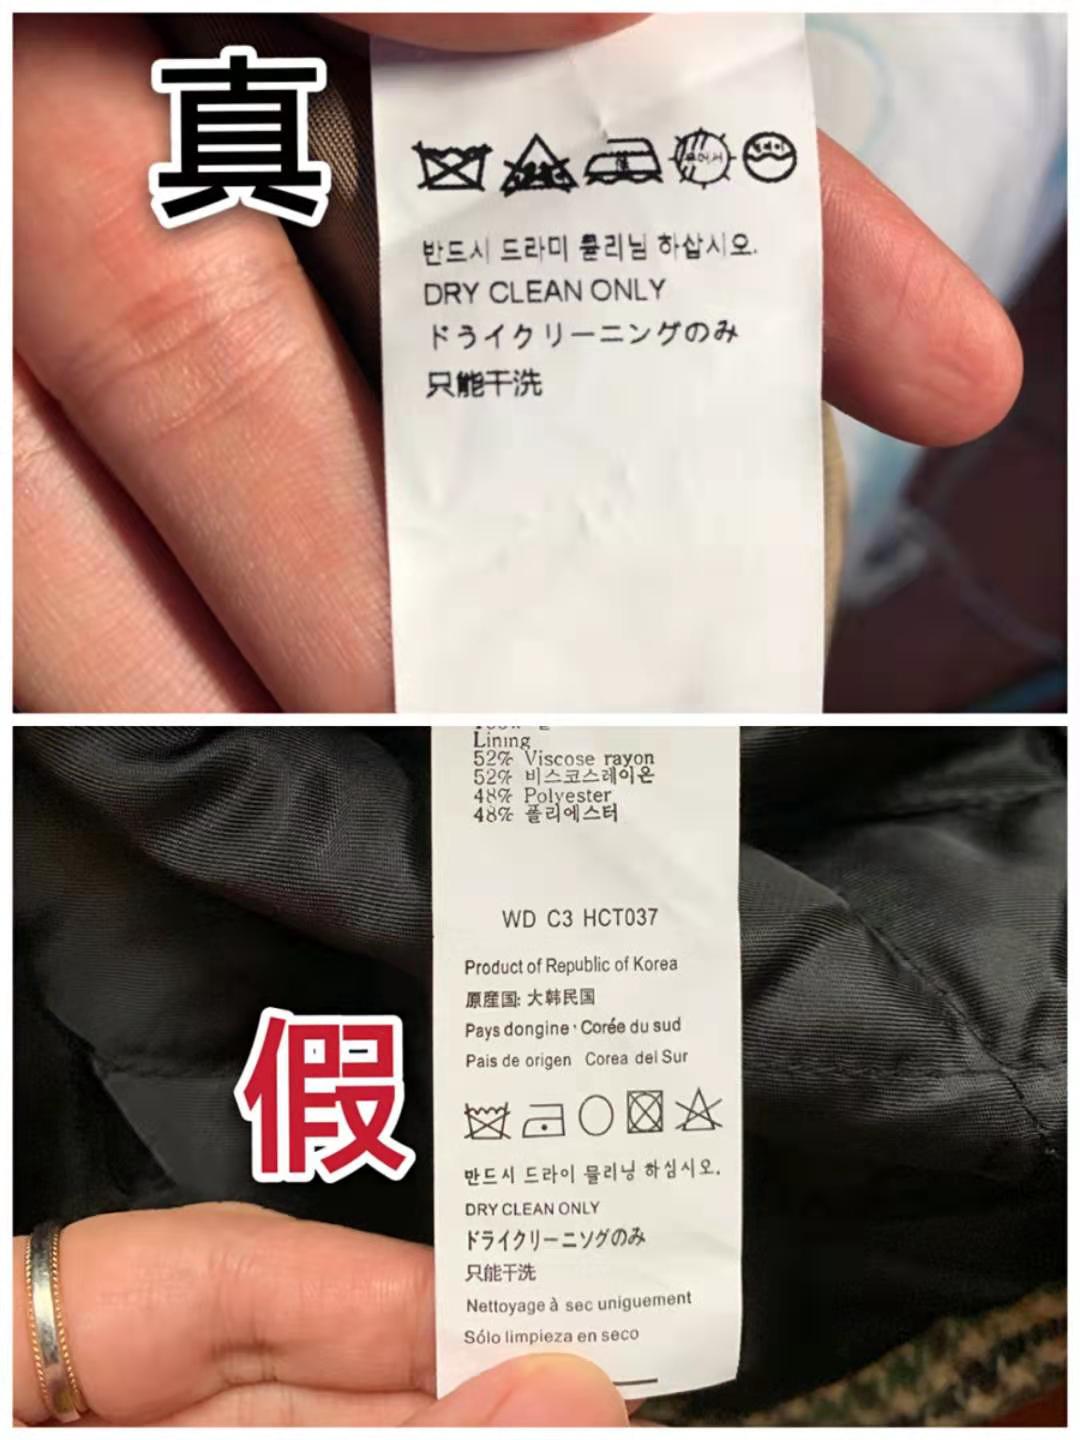 真
반드시 드라미 믈리님 하삽시오.
DRY CLEAN ONLY
ドライクリーニングのみ
只能干洗
Lining
52% Viscose rayon
52% 비스코스레이온
48% Polyester
48% 폴리에스터
WD C3 HCT037
Product of Republic of Korea
原産国: 大韩民国
Pays dongine · Corée du sud
Pais de origen Corea del Sur
假
반드시 드라이 믈리닝 하십시오.
DRY CLEAN ONLY
ドライクリーニソグのみ
只能干洗
Nettoyage à sec uniguement
Sólo limpieza en seco